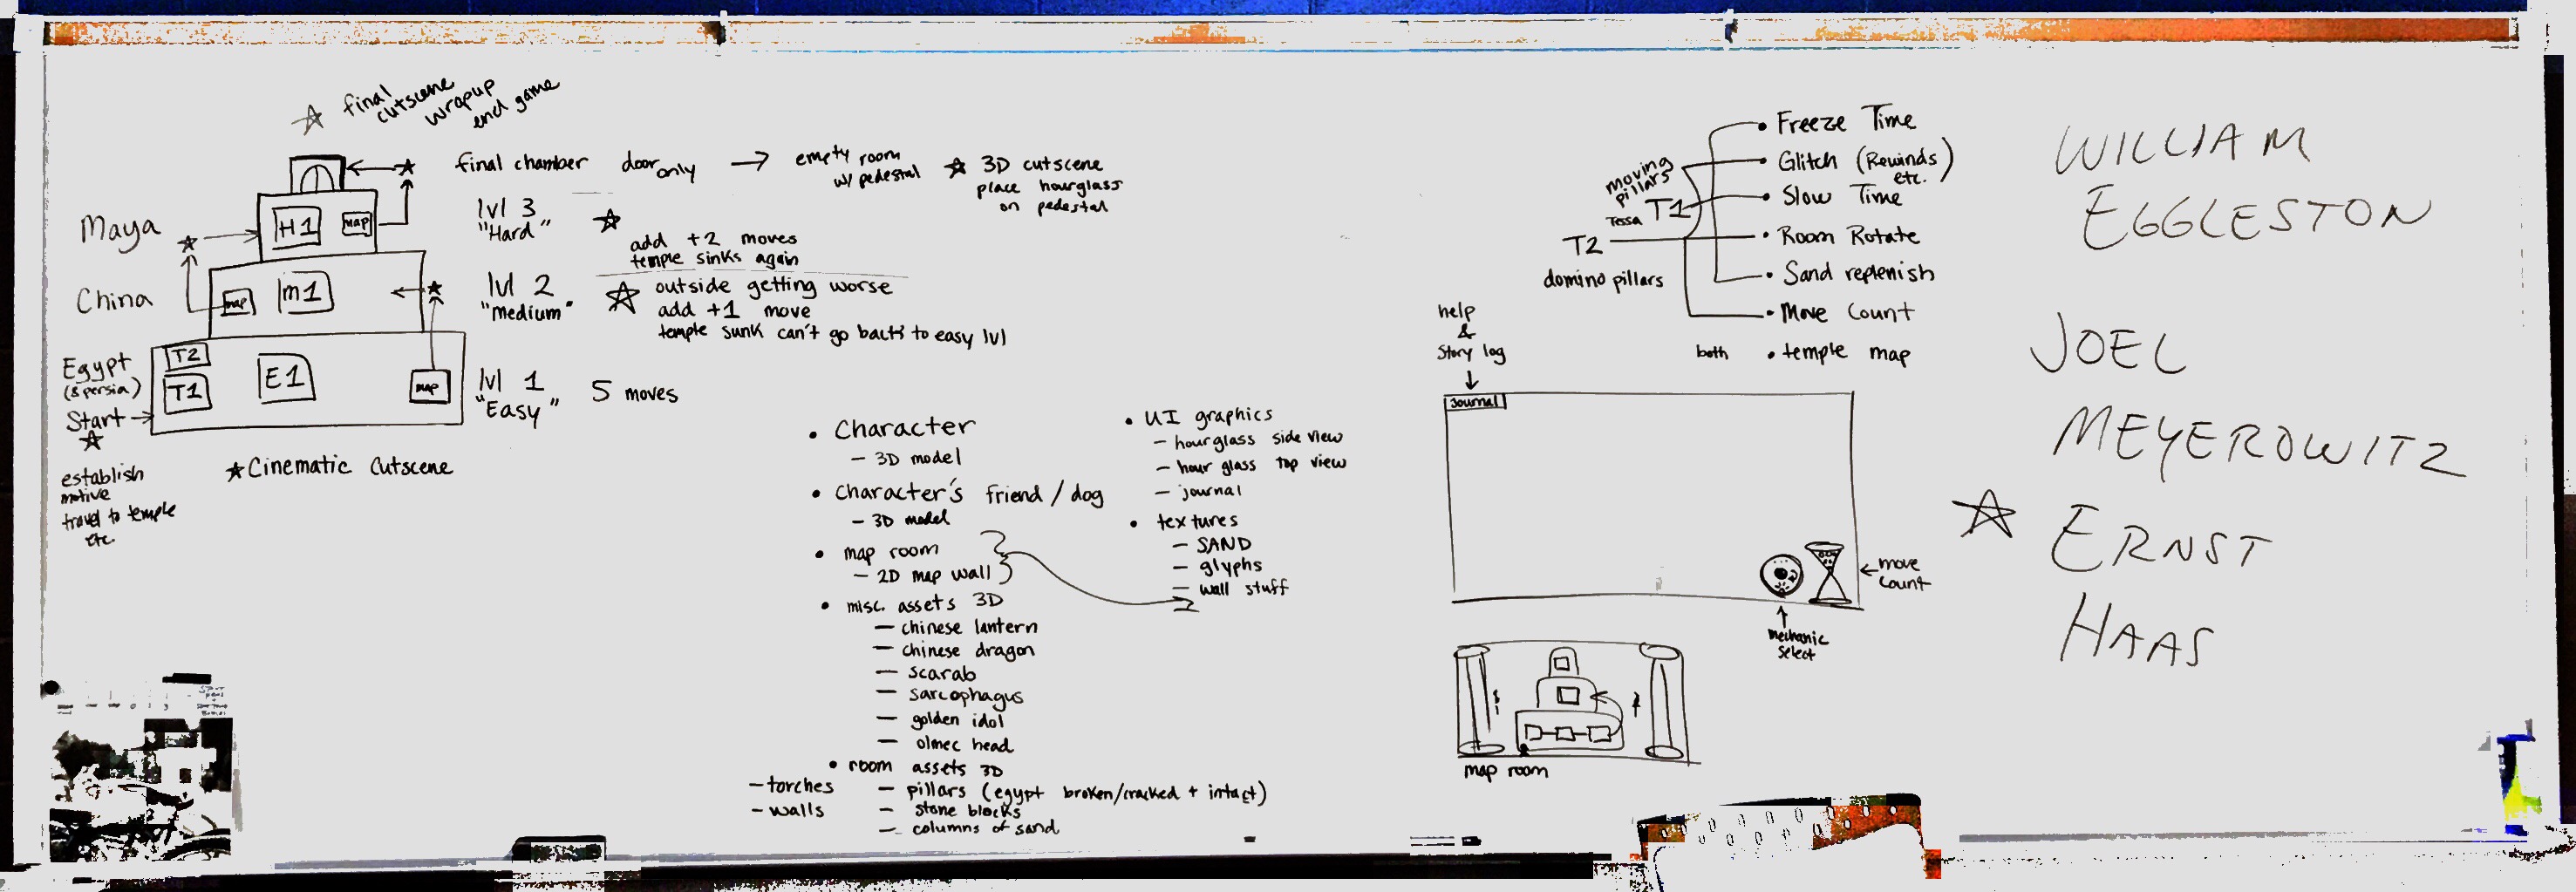 final
cutscene
wrapup
end game
final chamber door only → empty room w/ pedestal
☆ 3D cutscene
place hourglass
on pedestal
Maya
H1
map
lvl 3
"Hard"
add +2 moves
temple sinks again
China
map
m1
lvl 2
"Medium"
outside getting worse
add +1 move
temple sunk can't go back to easy lvl
Egypt
(& persia)
Start →
T2
T1
E1
map
lvl 1
"Easy"
5 moves
establish
motive
travel to temple
etc.
★ Cinematic Cutscene
• Character
– 3D model
• Character's friend / dog
– 3D model
• map room
– 2D map wall
• misc. assets 3D
– chinese lantern
– chinese dragon
– scarab
– sarcophagus
– golden idol
– olmec head
• room assets 3D
– pillars (egypt broken/cracked + intact)
– stone blocks
– columns of sand
– torches
– walls
• UI graphics
– hourglass side view
– hour glass top view
– journal
• textures
– SAND
– glyphs
– wall stuff
moving
pillars
Tessa T1
T2
domino pillars
• Freeze Time
• Glitch (Rewinds etc.)
• Slow Time
• Room Rotate
• Sand replenish
• Move Count
both • temple map
help
&
Story log
Journal
← move
count
mechanic
select
map room
WILLIAM
EGGLESTON
JOEL
MEYEROWITZ
☆ ERNST
HAAS